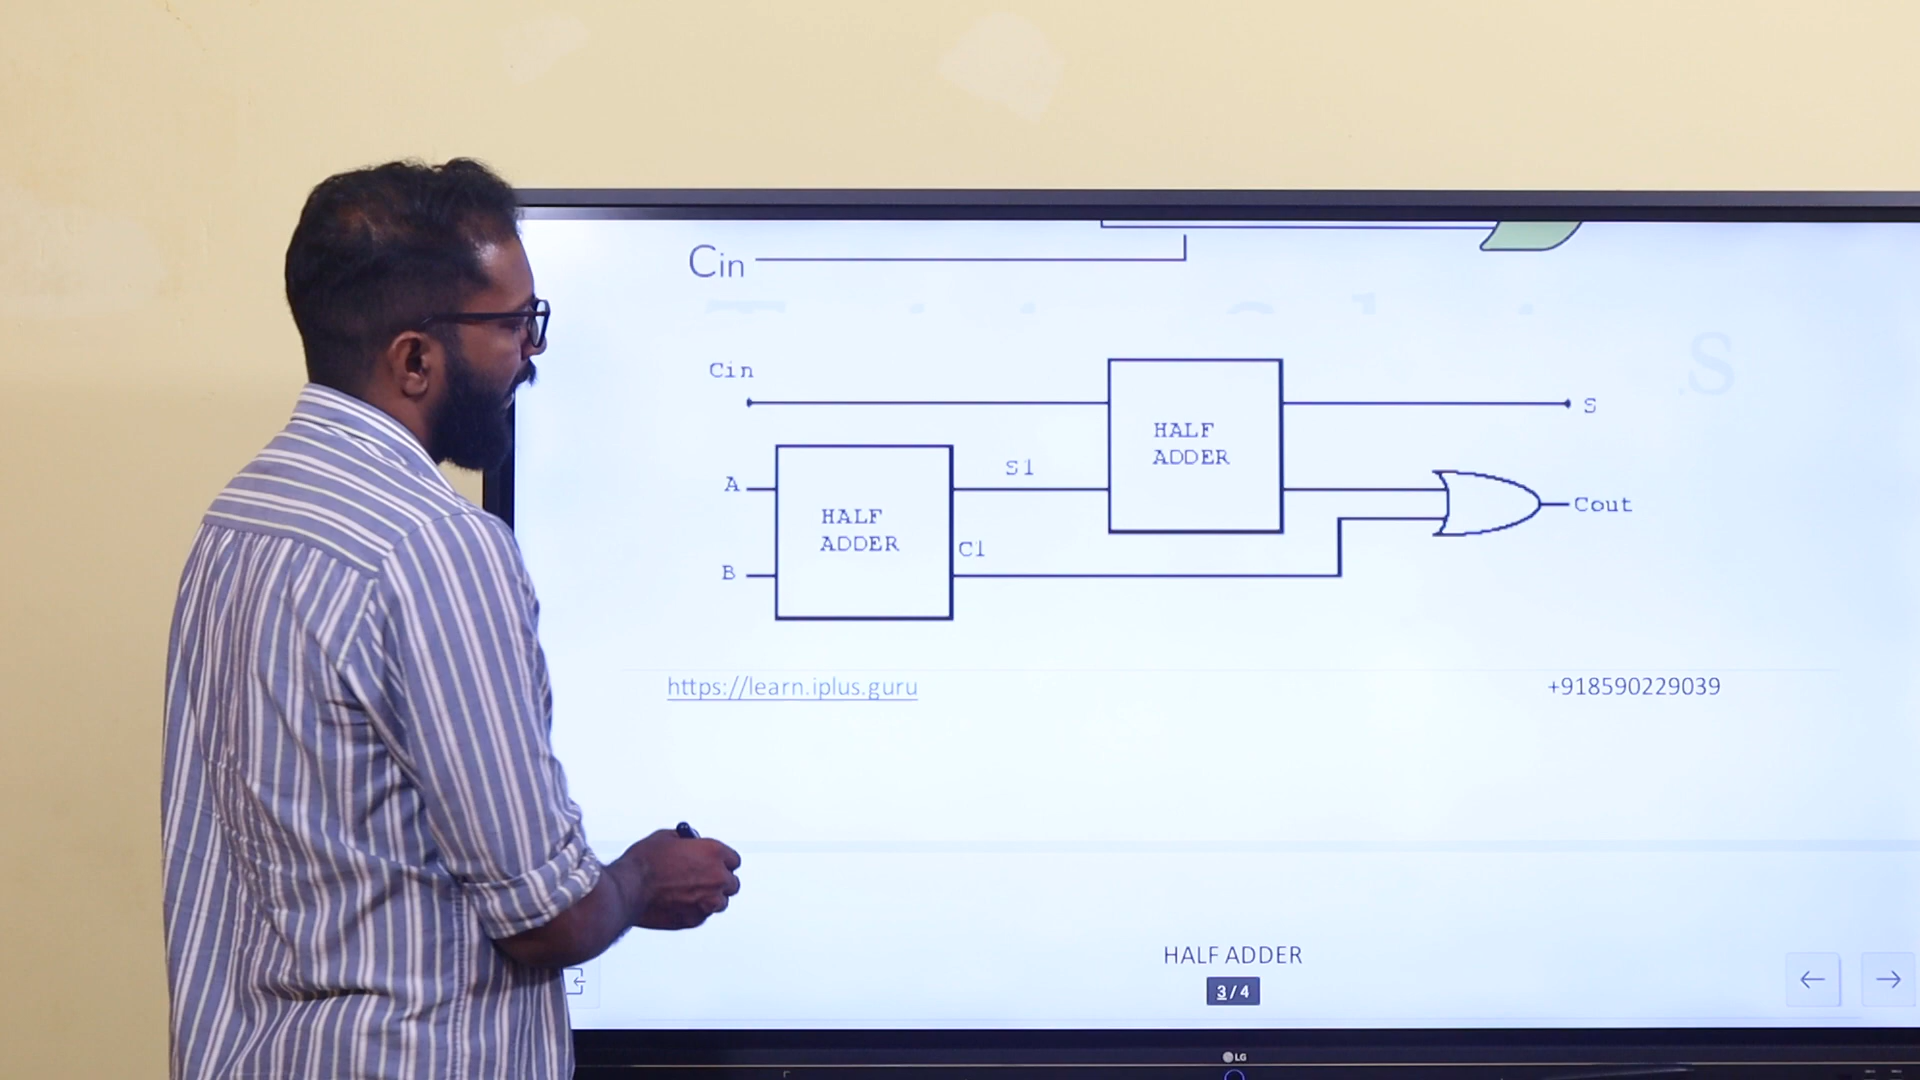 Cin
S
Cin
S
HALF
ADDER
A
S1
HALF
ADDER
Cout
C1
B
https://learn.iplus.guru
+918590229039
HALF ADDER
3/4
LG